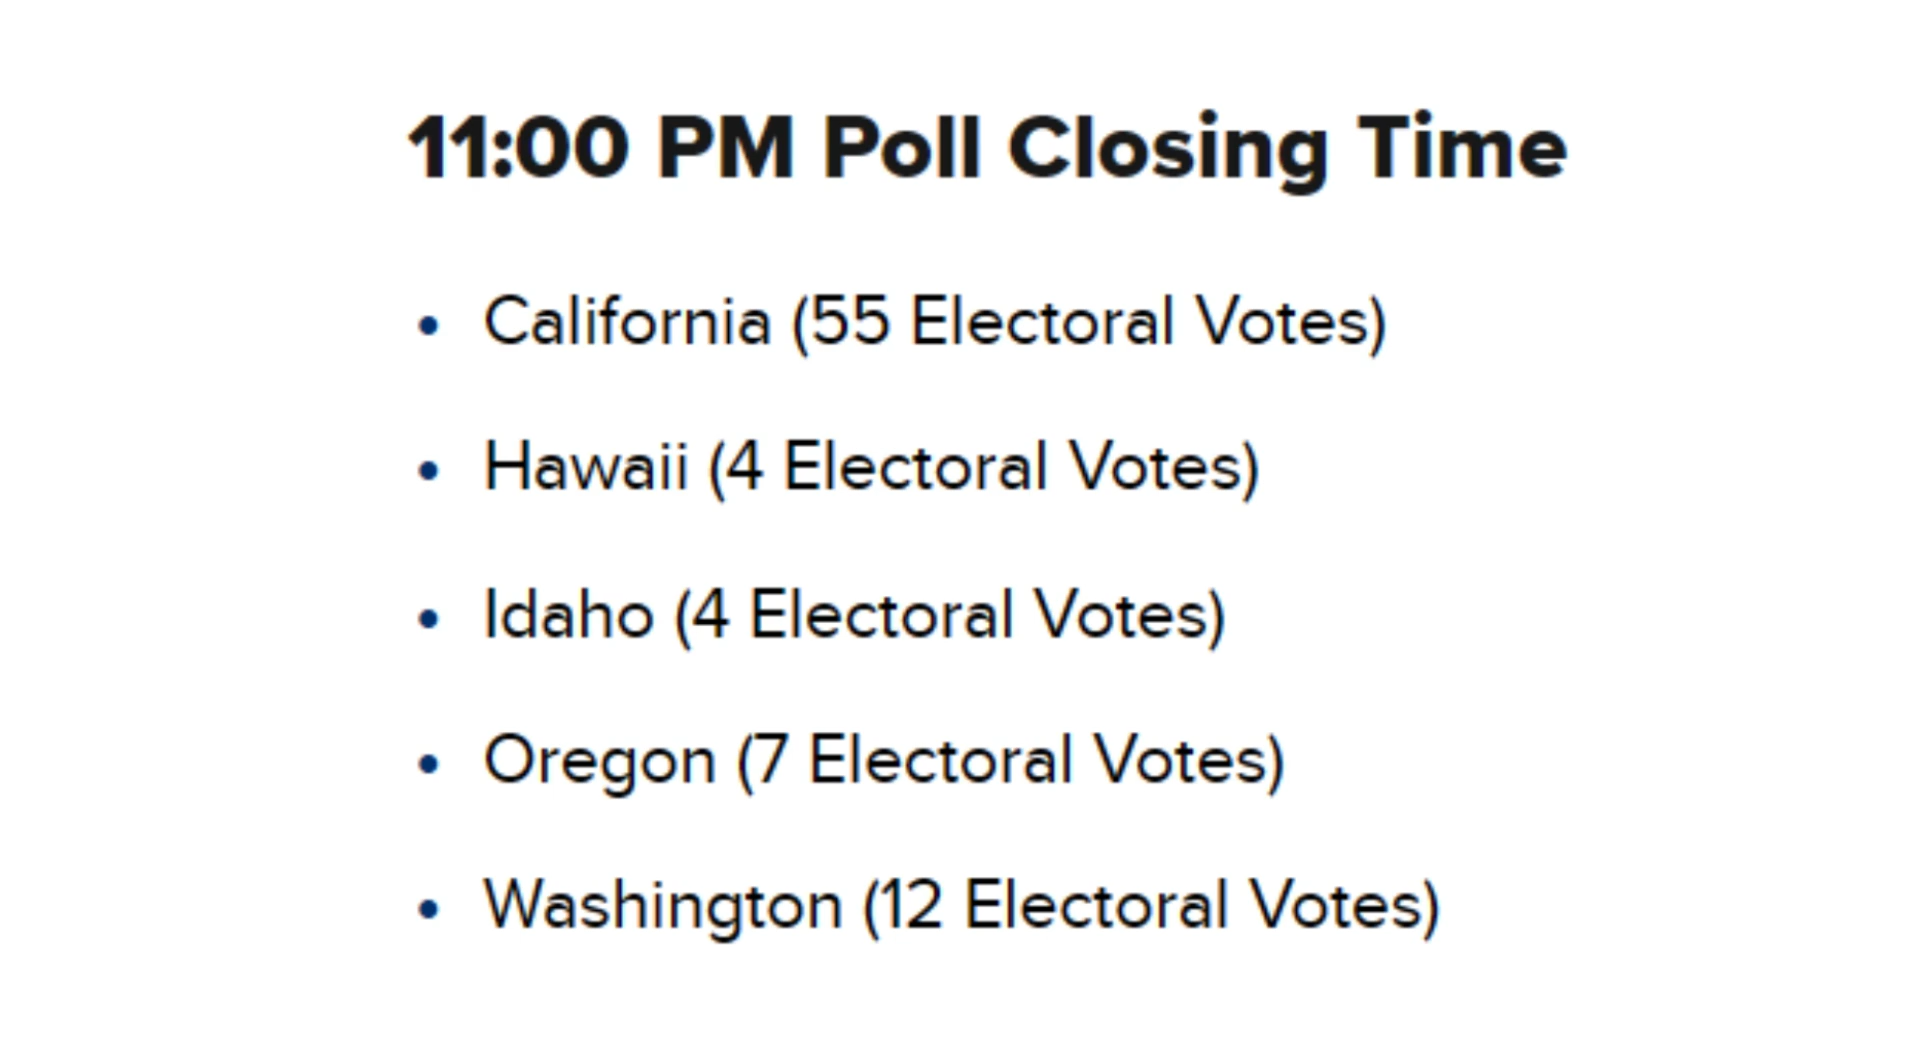 11:00 PM Poll Closing Time
• California (55 Electoral Votes)
• Hawaii (4 Electoral Votes)
• Idaho (4 Electoral Votes)
• Oregon (7 Electoral Votes)
• Washington (12 Electoral Votes)